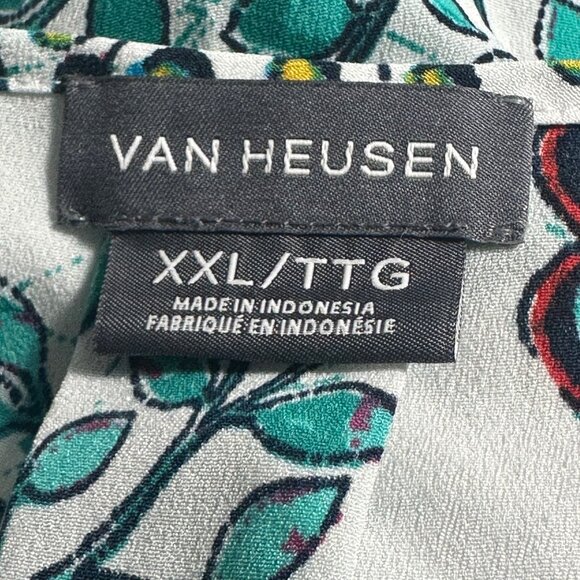 VAN HEUSEN
XXL/TTG
MADE IN INDONESIA
FABRIQUÉ EN INDONÉSIE